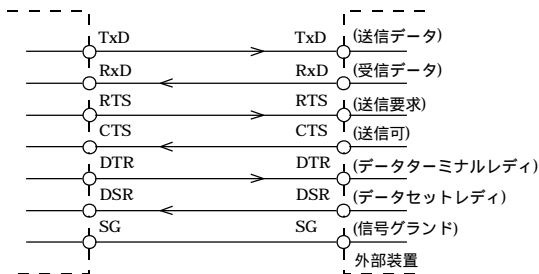 TxD TxD (送信データ)
RxD RxD (受信データ)
RTS RTS (送信要求)
CTS CTS (送信可)
DTR DTR (データターミナルレディ)
DSR DSR (データセットレディ)
SG SG (信号グランド)
外部装置